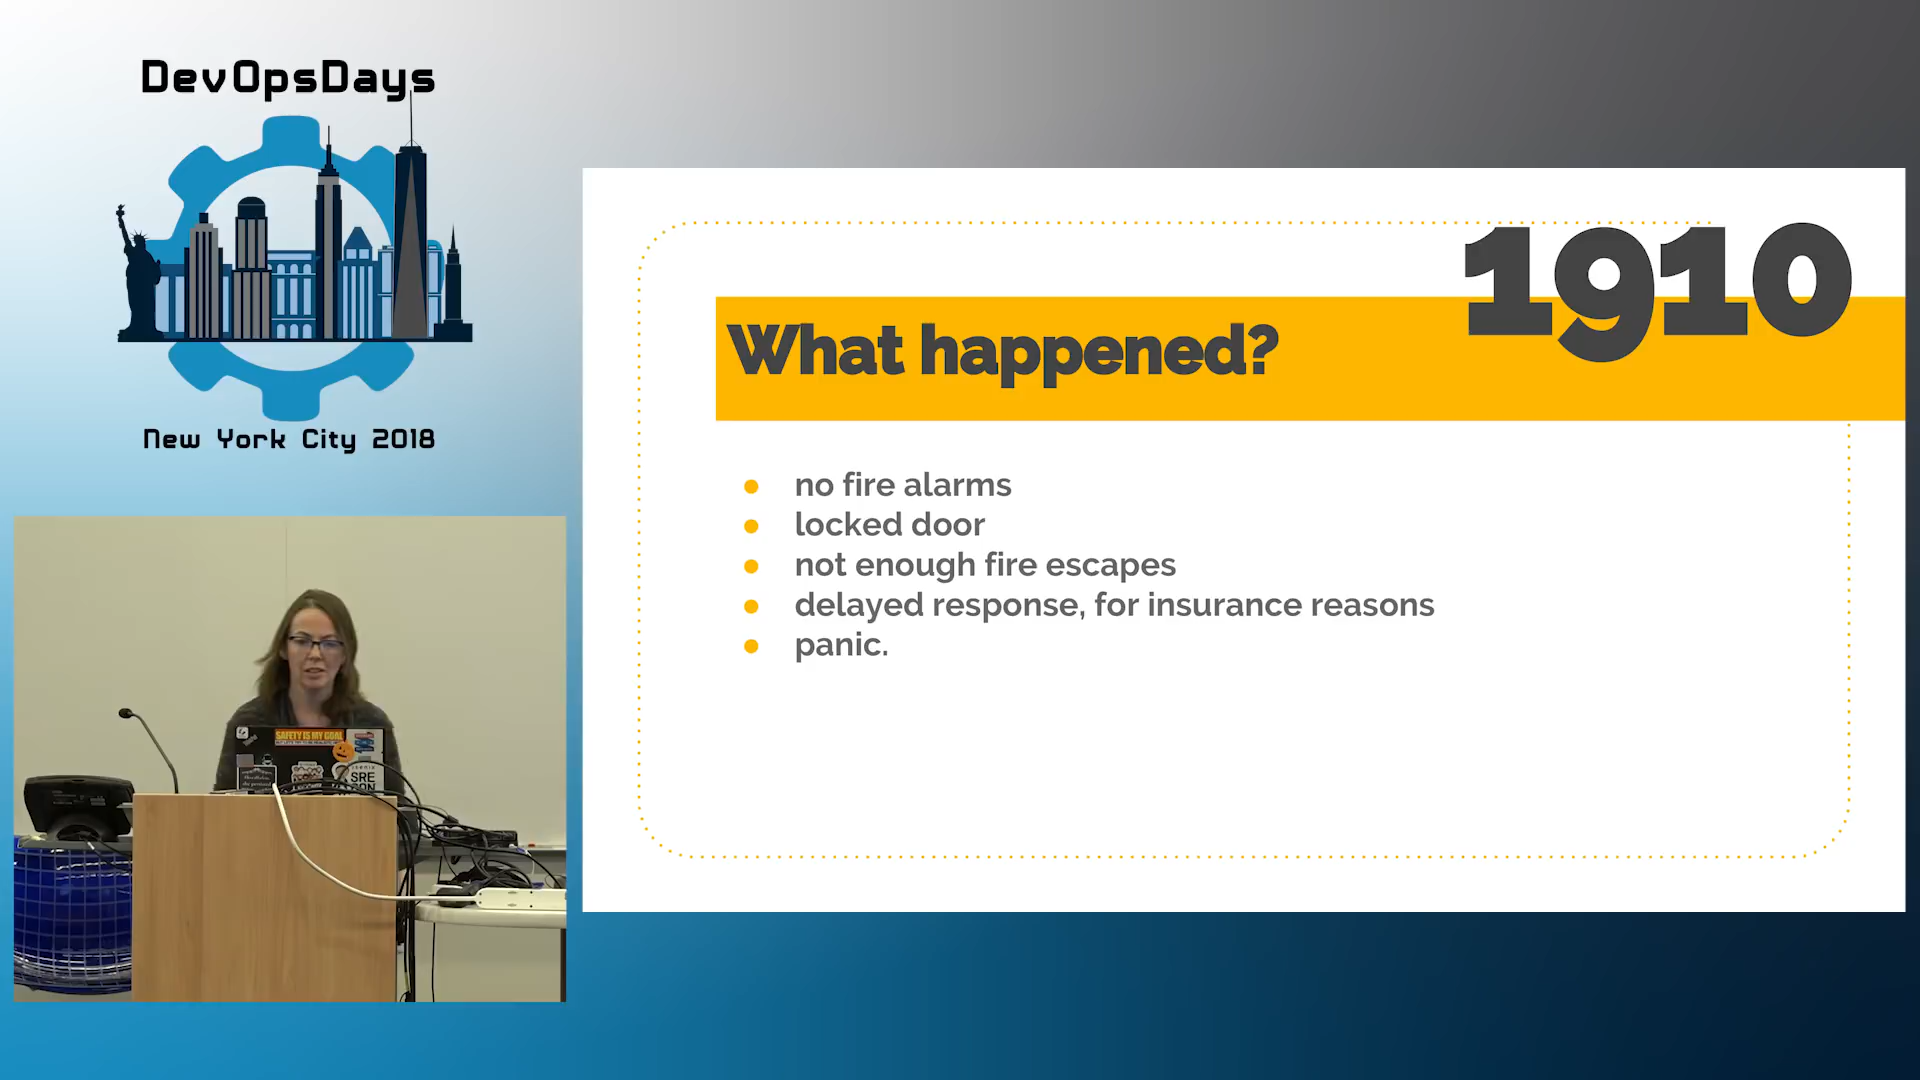 DevOpsDays
New York City 2018
1910
What happened?
no fire alarms
locked door
not enough fire escapes
delayed response, for insurance reasons
panic.
SAFETY IS MY GOAL
SRE